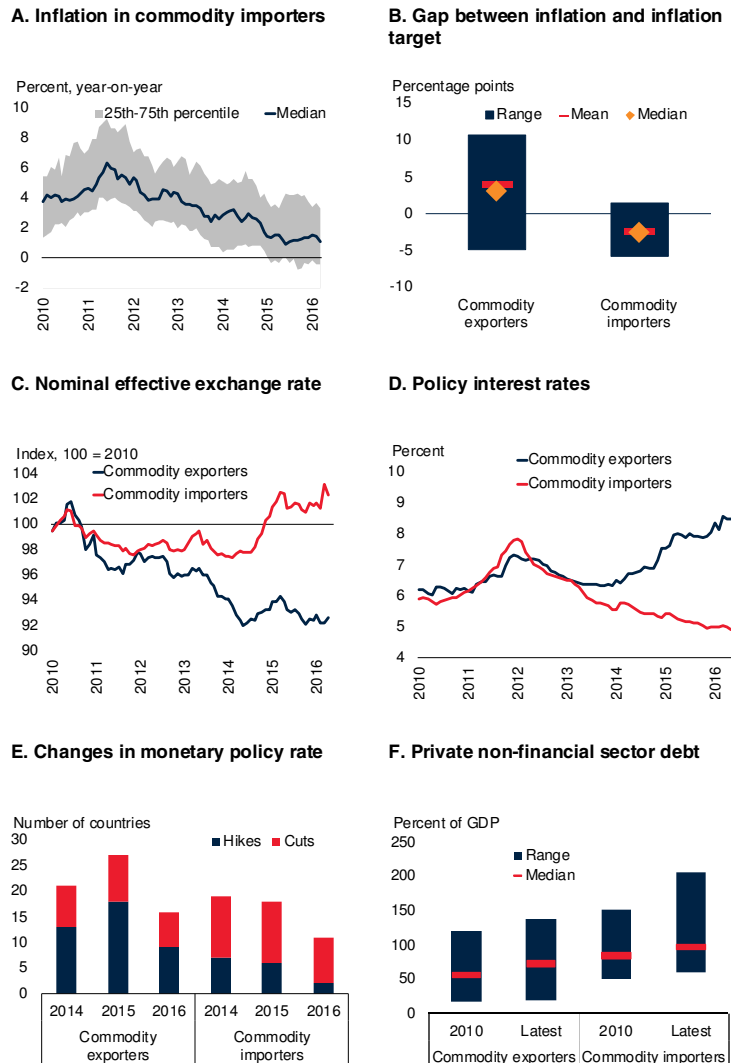 A. Inflation in commodity importers
Percent, year-on-year
25th-75th percentile Median
10
8
6
4
2
0
-2
2010 2011 2012 2013 2014 2015 2016
B. Gap between inflation and inflation
target
Percentage points
Range Mean Median
15
10
5
0
-5
-10
Commodity
exporters
Commodity
importers
C. Nominal effective exchange rate
Index, 100 = 2010
Commodity exporters
Commodity importers
104
102
100
98
96
94
92
90
2010 2011 2012 2013 2014 2015 2016
D. Policy interest rates
Percent
Commodity exporters
Commodity importers
10
9
8
7
6
5
4
2010 2011 2012 2013 2014 2015 2016
E. Changes in monetary policy rate
Number of countries
Hikes Cuts
30
25
20
15
10
5
0
2014 2015 2016 2014 2015 2016
Commodity
exporters
Commodity
importers
F. Private non-financial sector debt
Percent of GDP
Range
Median
250
200
150
100
50
0
2010 Latest 2010 Latest
Commodity exporters Commodity importers